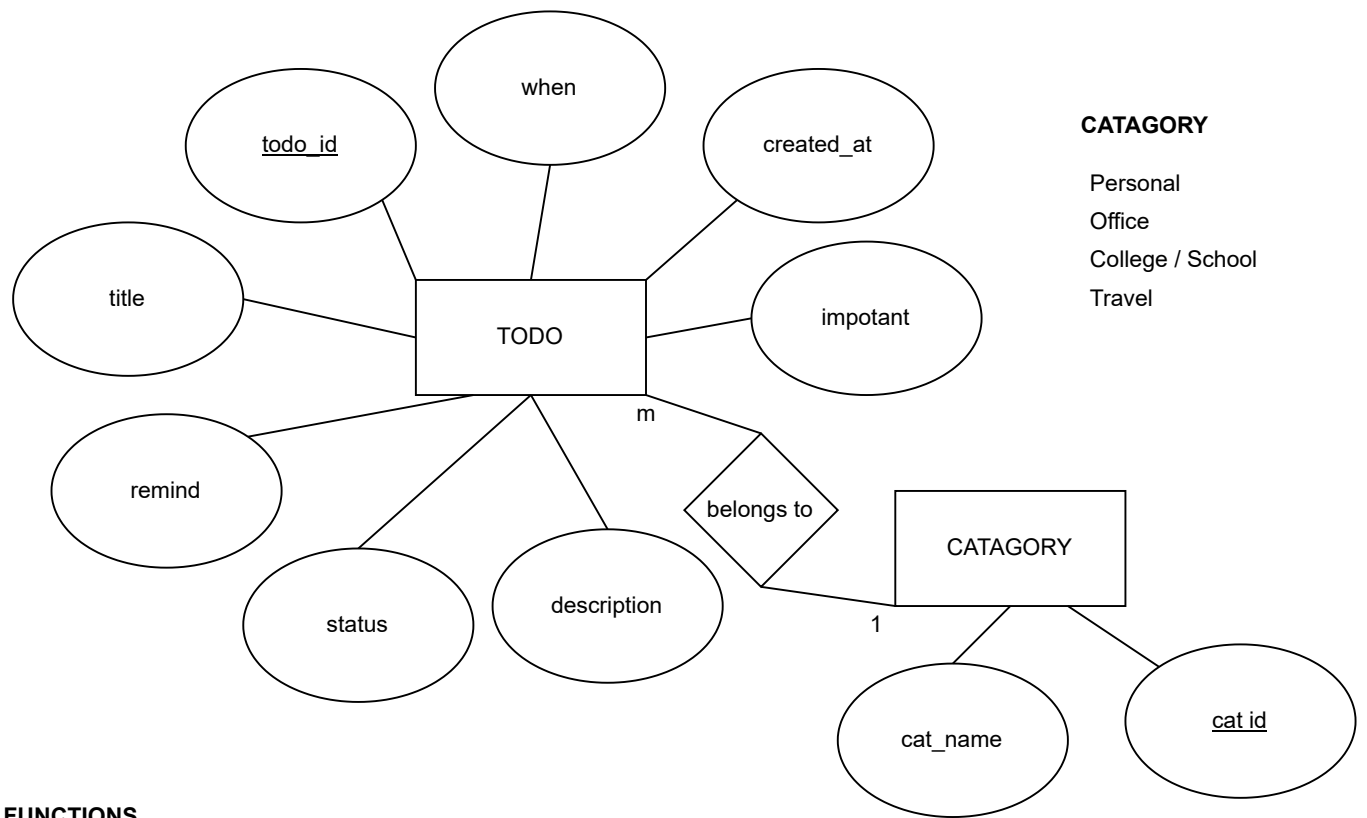 when
todo_id
created_at
CATAGORY
Personal
Office
College / School
Travel
title
impotant
TODO
m
remind
belongs to
CATAGORY
status
description
1
cat_name
cat id
FUNCTIONS